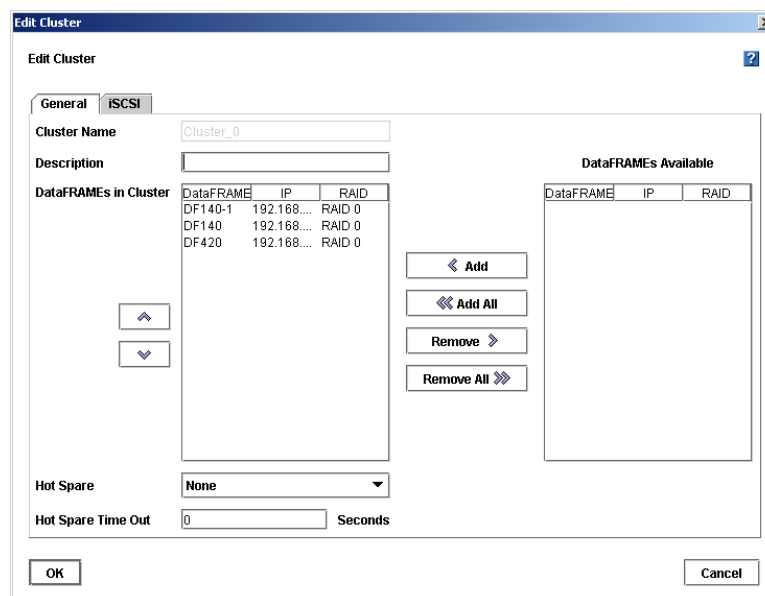 Edit Cluster
Edit Cluster
?
General iSCSI
Cluster Name Cluster_0
Description
DataFRAMEs Available
DataFRAMEs in Cluster
DataFRAME IP RAID
DF140-1 192.168.... RAID 0
DF140 192.168.... RAID 0
DF420 192.168.... RAID 0
DataFRAME IP RAID
Add
Add All
Remove
Remove All
Hot Spare None
Hot Spare Time Out 0 Seconds
OK Cancel